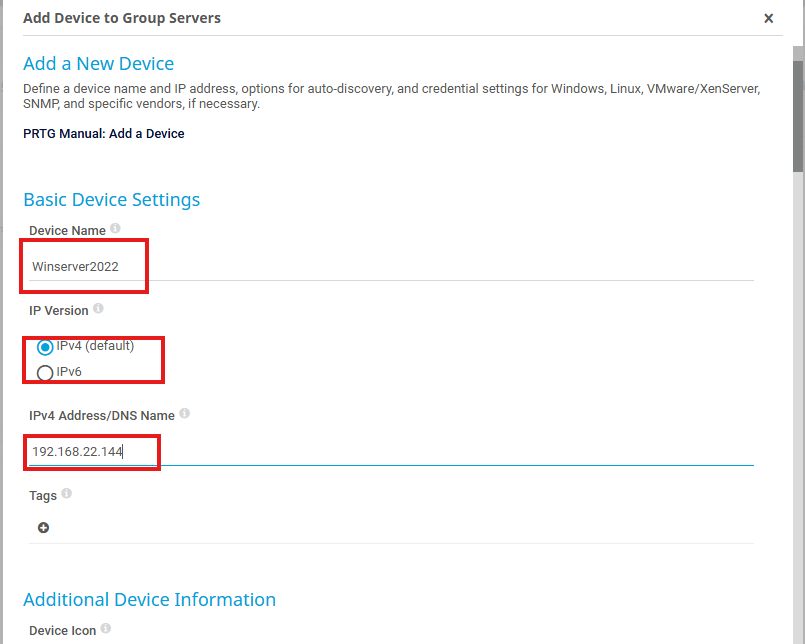 Add Device to Group Servers
Add a New Device
Define a device name and IP address, options for auto-discovery, and credential settings for Windows, Linux, VMware/XenServer,
SNMP, and specific vendors, if necessary.
PRTG Manual: Add a Device
Basic Device Settings
Device Name
Winserver2022
IP Version
IPv4 (default)
IPv6
IPv4 Address/DNS Name
192.168.22.144
Tags
Additional Device Information
Device Icon